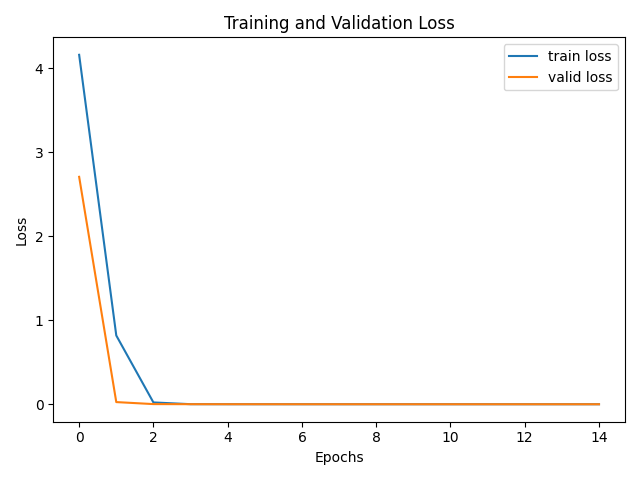 Training and Validation Loss
train loss
valid loss
4
3
2
1
0
Loss
0 2 4 6 8 10 12 14
Epochs